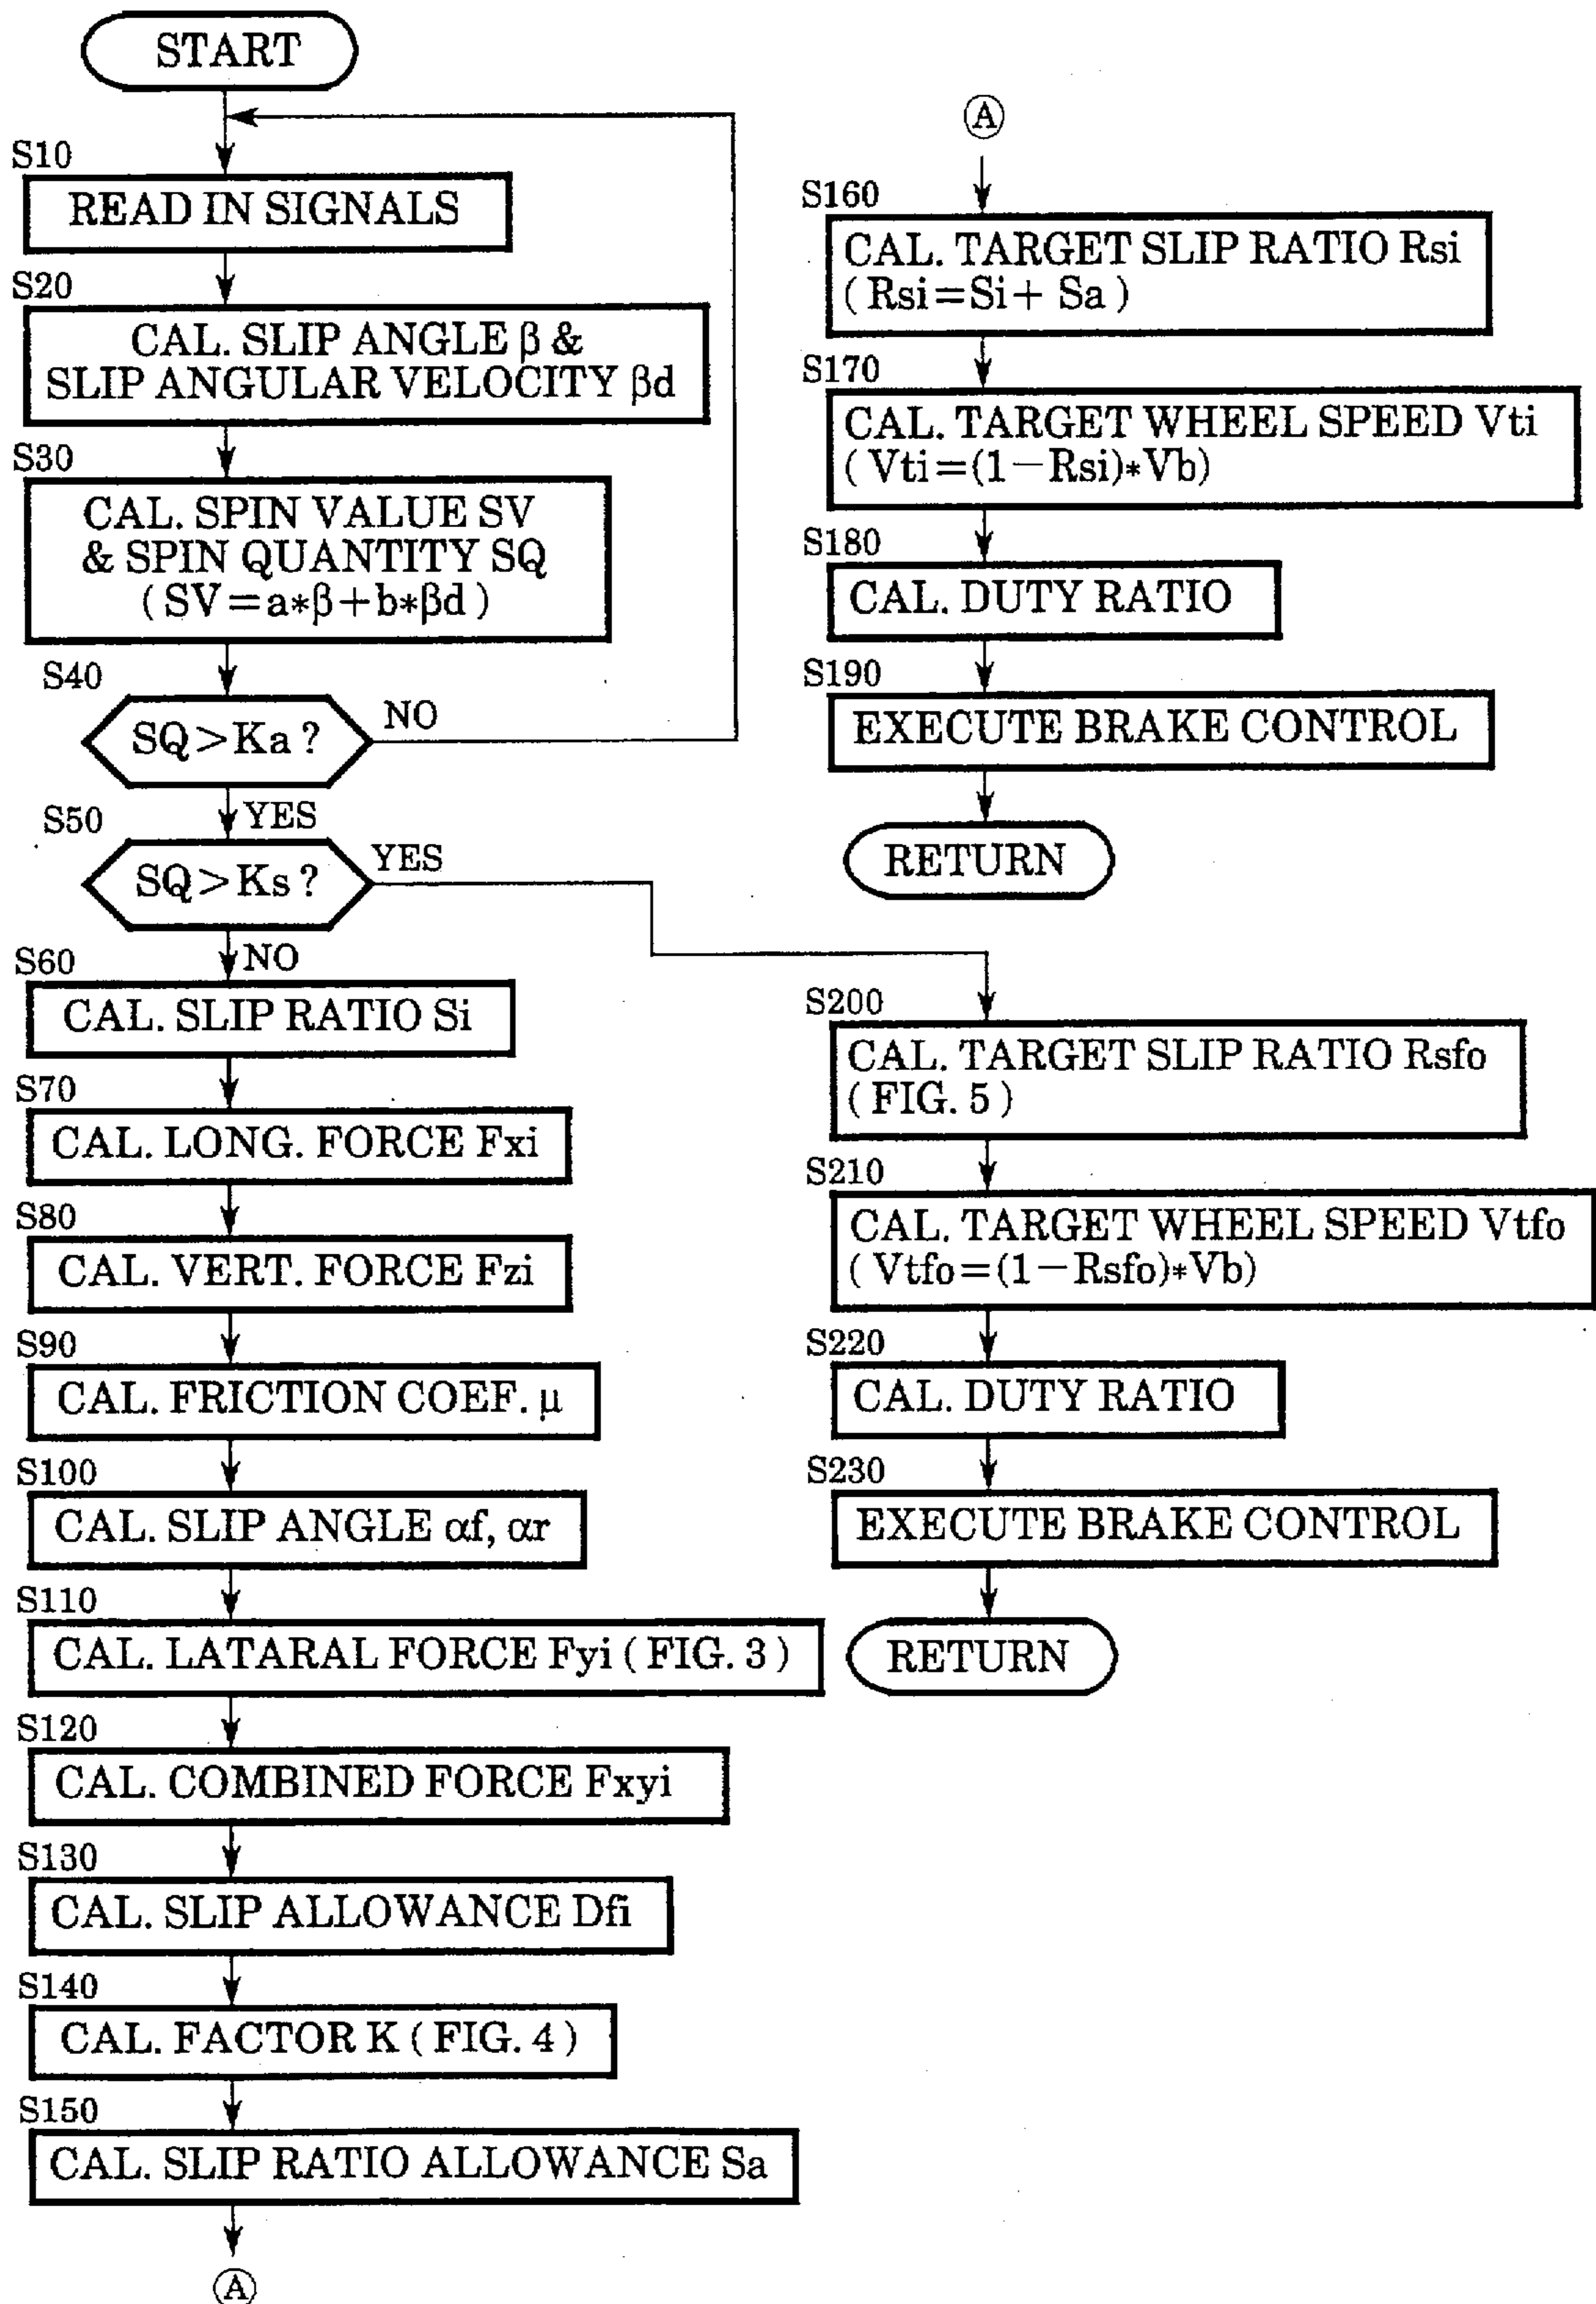 START
S10
READ IN SIGNALS
S20
CAL. SLIP ANGLE β &
SLIP ANGULAR VELOCITY βd
S30
CAL. SPIN VALUE SV
& SPIN QUANTITY SQ
( SV=a*β+b*βd )
S40
SQ>Ka ?
NO
YES
S50
SQ>Ks ?
YES
NO
S60
CAL. SLIP RATIO Si
S70
CAL. LONG. FORCE Fxi
S80
CAL. VERT. FORCE Fzi
S90
CAL. FRICTION COEF. μ
S100
CAL. SLIP ANGLE αf, αr
S110
CAL. LATARAL FORCE Fyi ( FIG. 3 )
S120
CAL. COMBINED FORCE Fxyi
S130
CAL. SLIP ALLOWANCE Dfi
S140
CAL. FACTOR K ( FIG. 4 )
S150
CAL. SLIP RATIO ALLOWANCE Sa
A
A
S160
CAL. TARGET SLIP RATIO Rsi
( Rsi=Si+ Sa )
S170
CAL. TARGET WHEEL SPEED Vti
( Vti=(1−Rsi)*Vb)
S180
CAL. DUTY RATIO
S190
EXECUTE BRAKE CONTROL
RETURN
S200
CAL. TARGET SLIP RATIO Rsfo
( FIG. 5 )
S210
CAL. TARGET WHEEL SPEED Vtfo
( Vtfo=(1−Rsfo)*Vb)
S220
CAL. DUTY RATIO
S230
EXECUTE BRAKE CONTROL
RETURN